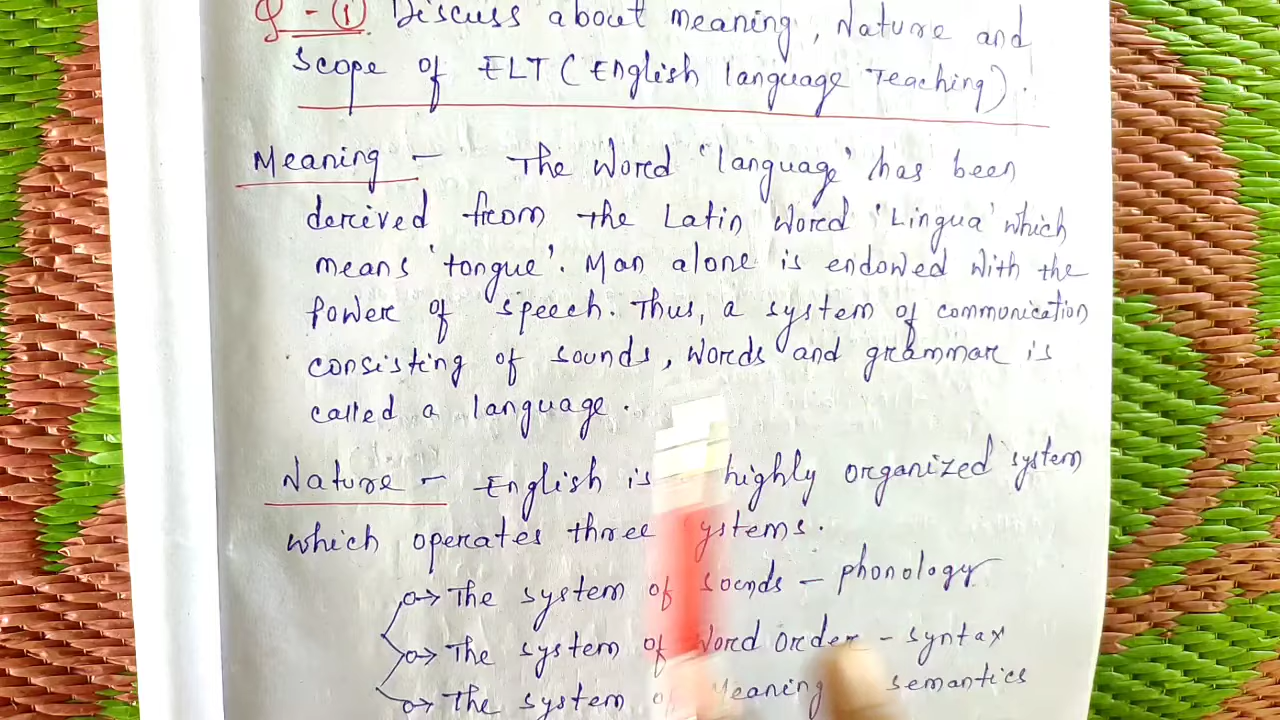 Q - ① Discuss about meaning, Nature and
Scope of ELT (English language Teaching).
Meaning - The word 'language' has been
derived from the Latin word 'Lingua' which
means 'tongue'. Man alone is endowed with the
power of speech. Thus, a system of communication
consisting of sounds, words and grammar is
called a language.
Nature - English is highly organized system
which operates three ystems.
→ The system of sounds - phonology
→ The system of word order - syntax
→ The system of Meaning semantics